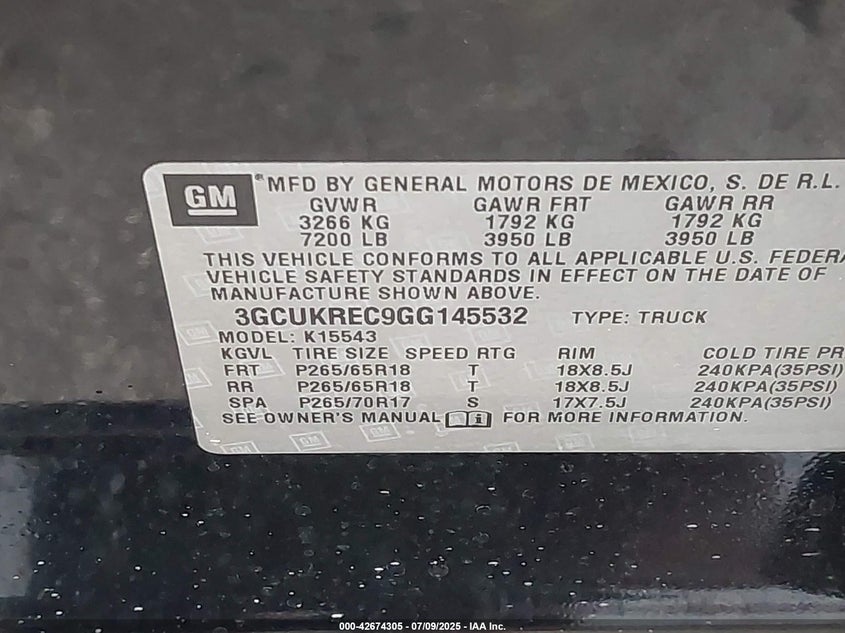 GM ® MFD BY GENERAL MOTORS DE MEXICO, S. DE R.L.
GVWR GAWR FRT GAWR RR
3266 KG 1792 KG 1792 KG
7200 LB 3950 LB 3950 LB
THIS VEHICLE CONFORMS TO ALL APPLICABLE U.S. FEDERA
VEHICLE SAFETY STANDARDS IN EFFECT ON THE DATE OF
MANUFACTURE SHOWN ABOVE.
3GCUKREC9GG145532 TYPE: TRUCK
MODEL: K15543
KGVL TIRE SIZE SPEED RTG RIM COLD TIRE PR
FRT P265/65R18 T 18X8.5J 240KPA(35PSI)
RR P265/65R18 T 18X8.5J 240KPA(35PSI)
SPA P265/70R17 S 17X7.5J 240KPA(35PSI)
SEE OWNER'S MANUAL FOR MORE INFORMATION.
000-42674305 - 07/09/2025 - IAA Inc.